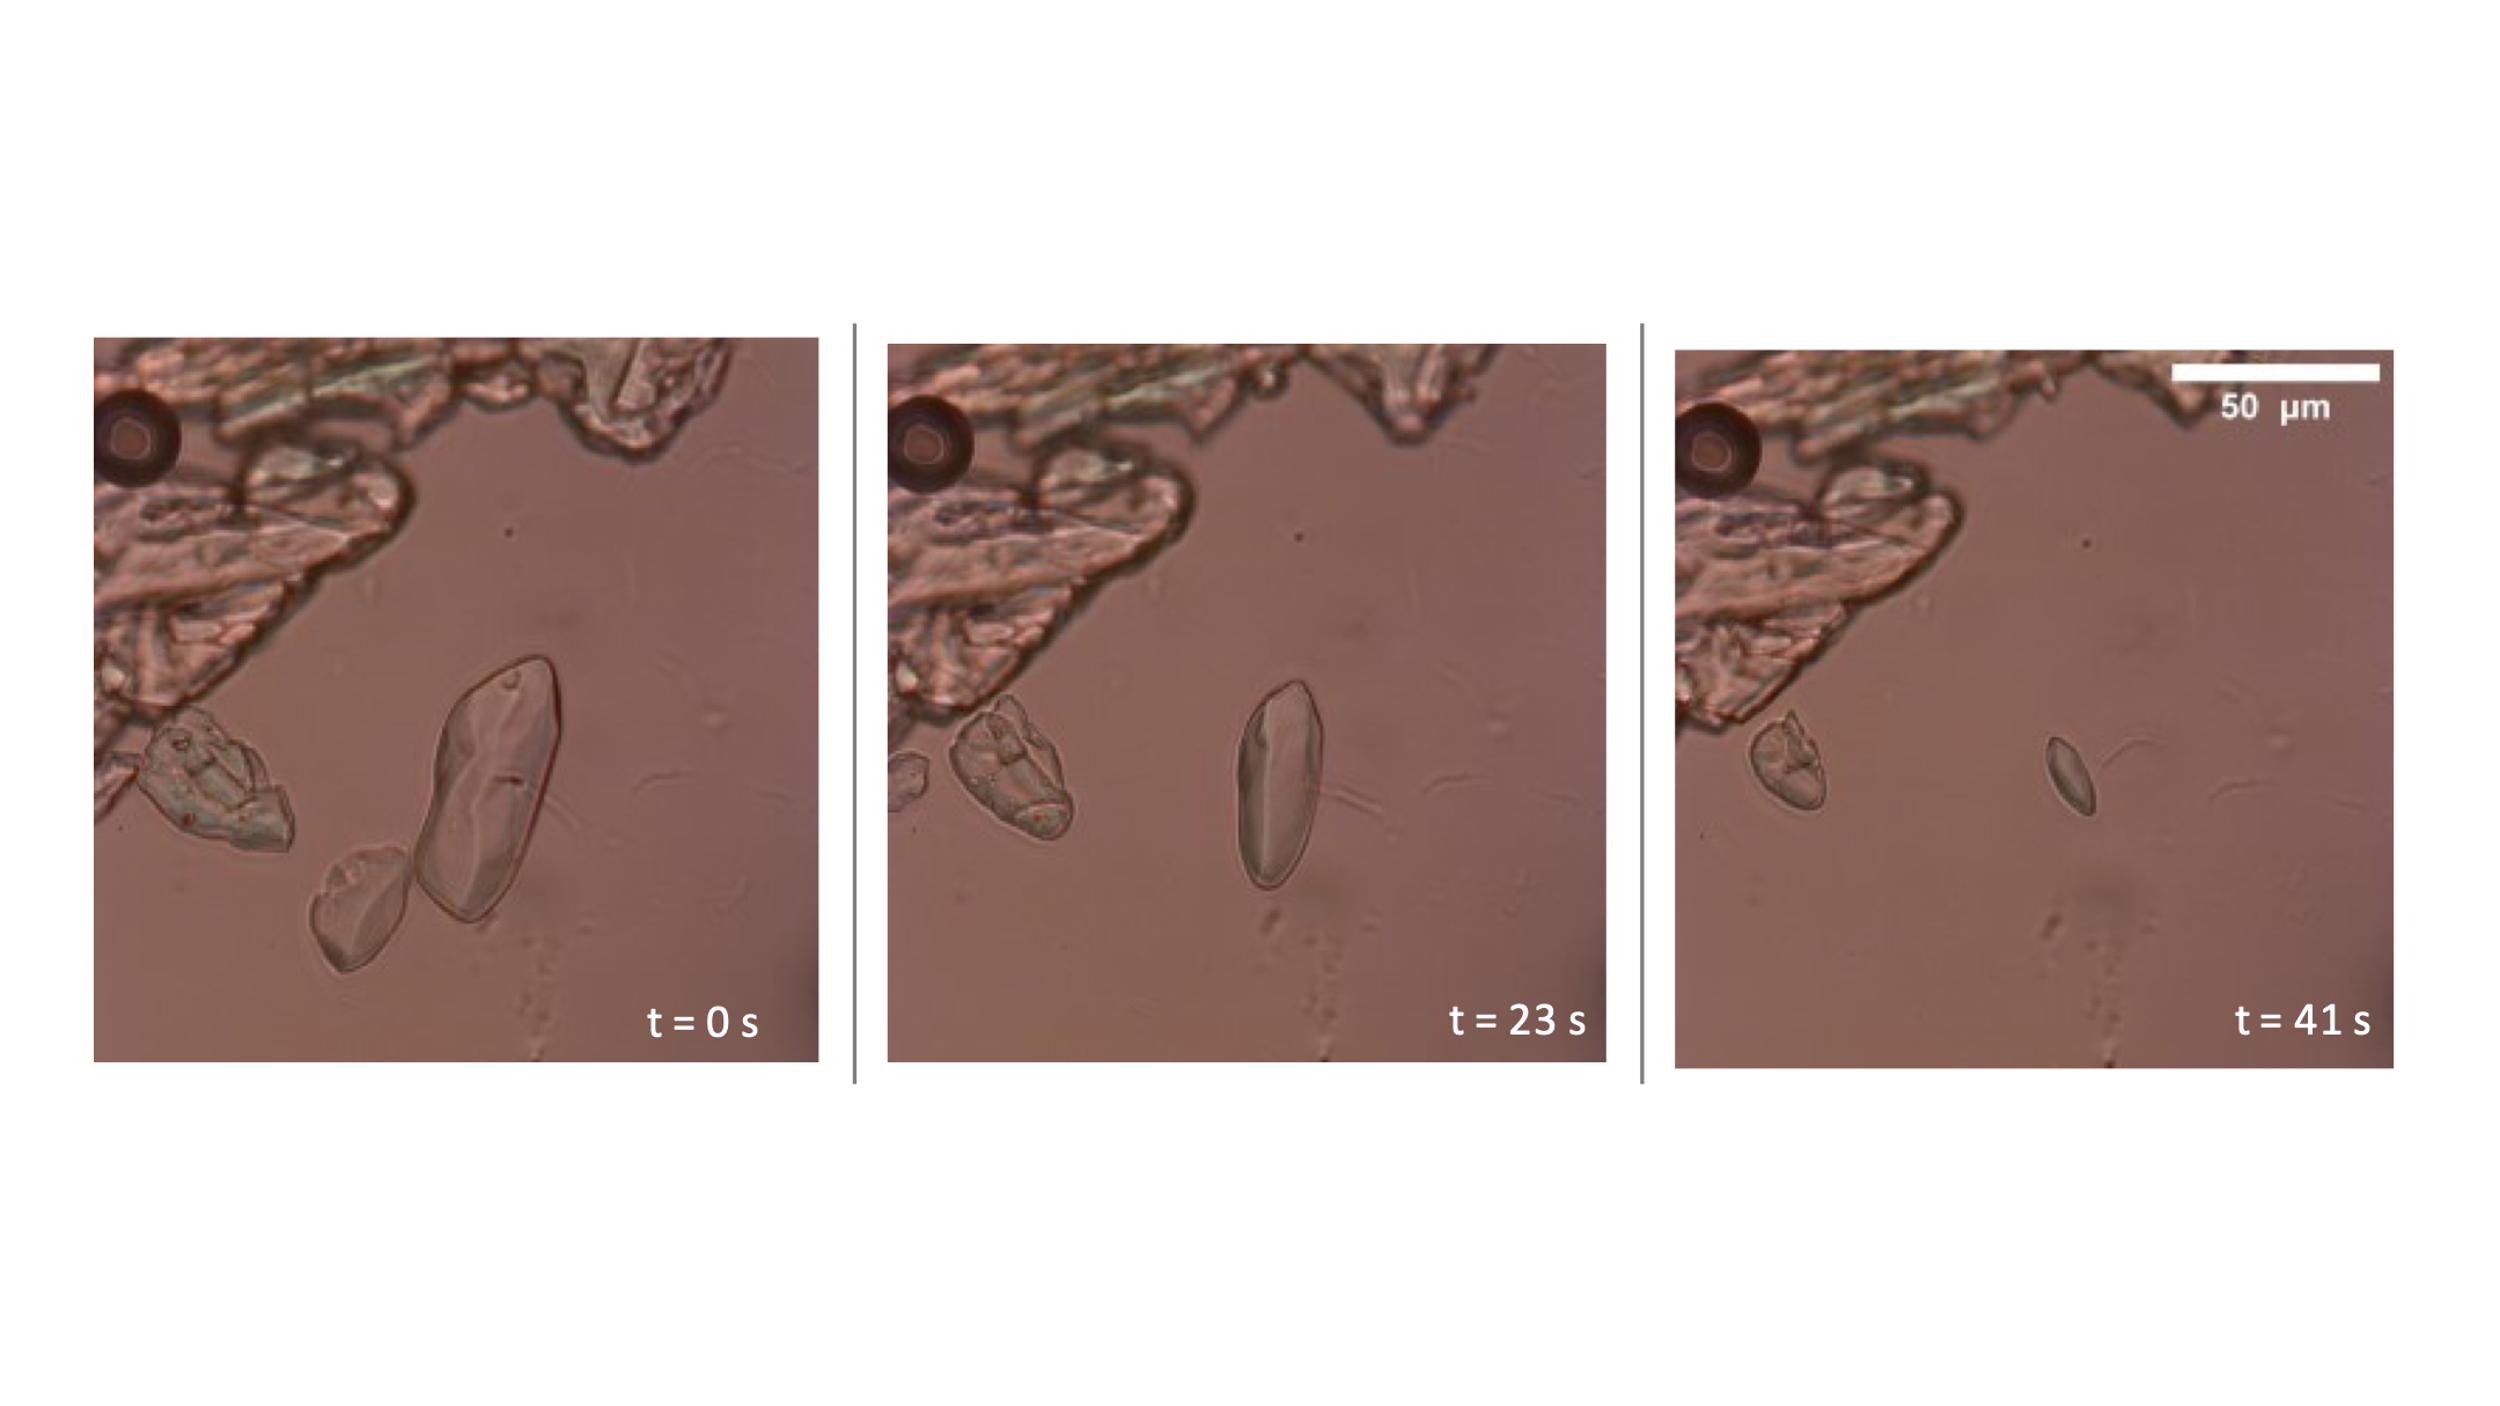 50 µm
t = 0 s
t = 23 s
t = 41 s